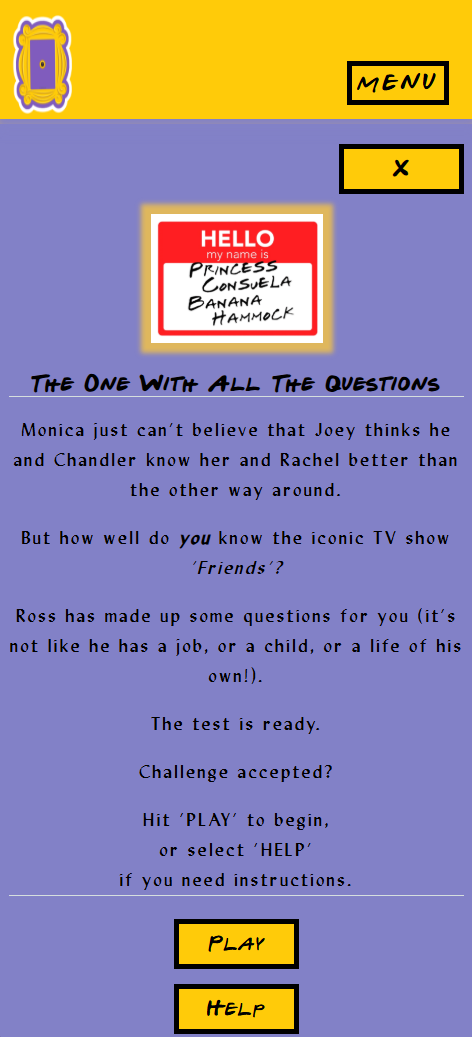 MENU
X
HELLO
my name is
PRINCESS
CONSUELA
BANANA
HAMMOCK
The One With All The Questions
Monica just can't believe that Joey thinks he
and Chandler know her and Rachel better than
the other way around.
But how well do you know the iconic TV show
'Friends'?
Ross has made up some questions for you (it's
not like he has a job, or a child, or a life of his
own!).
The test is ready.
Challenge accepted?
Hit 'PLAY' to begin,
or select 'HELP'
if you need instructions.
Play
Help